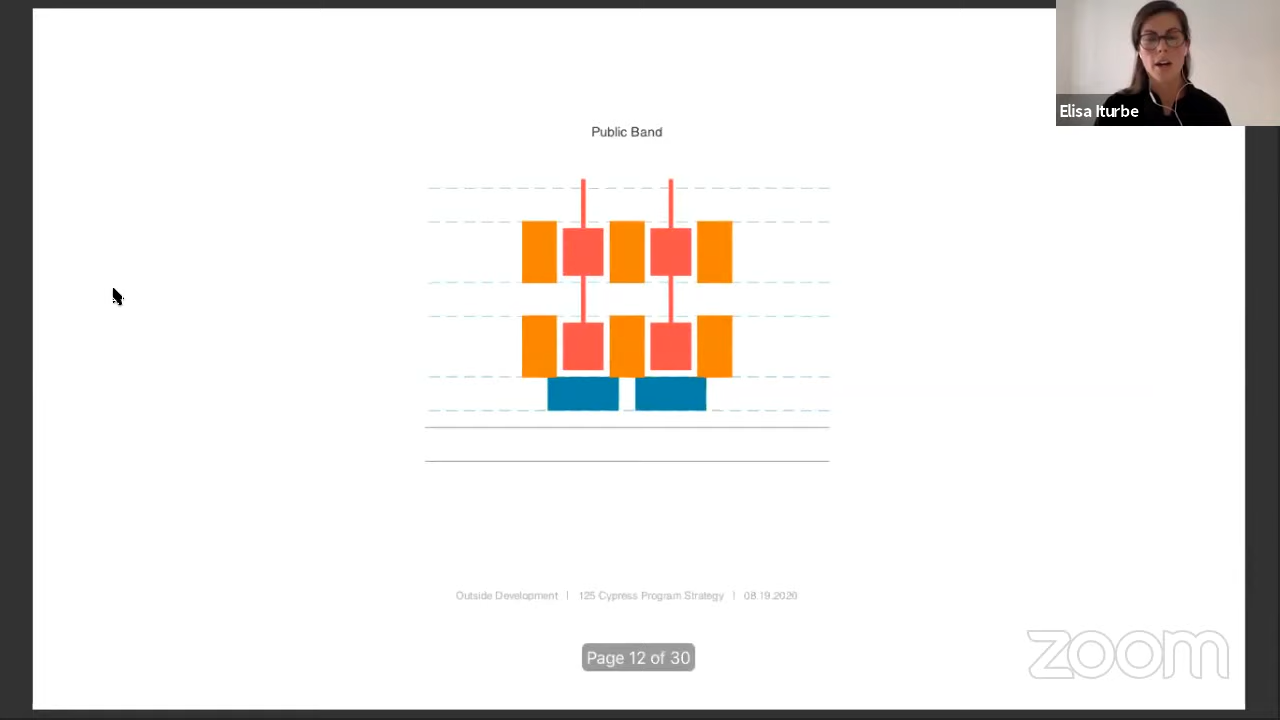 Elisa Iturbe
Public Band
Outside Development | 125 Cypress Program Strategy | 08.19.2020
Page 12 of 30
zoom